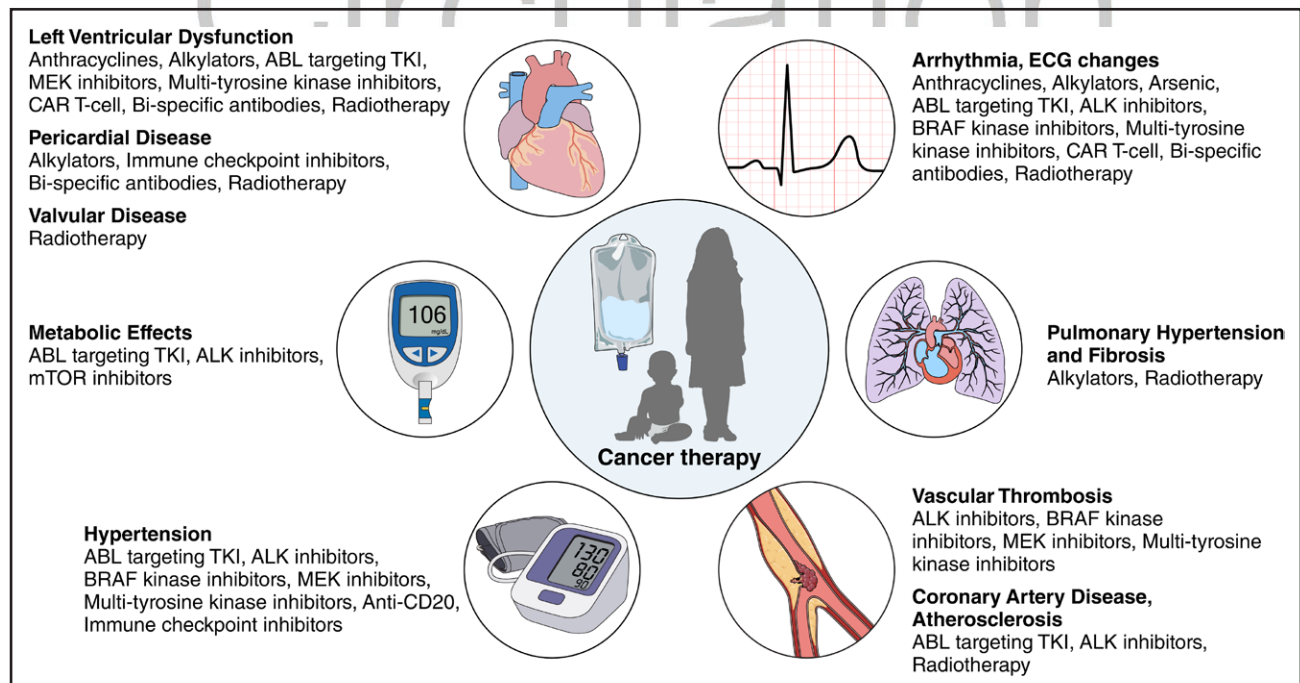 Circulation
Left Ventricular Dysfunction
Anthracyclines, Alkylators, ABL targeting TKI,
MEK inhibitors, Multi-tyrosine kinase inhibitors,
CAR T-cell, Bi-specific antibodies, Radiotherapy
Pericardial Disease
Alkylators, Immune checkpoint inhibitors,
Bi-specific antibodies, Radiotherapy
Valvular Disease
Radiotherapy
Arrhythmia, ECG changes
Anthracyclines, Alkylators, Arsenic,
ABL targeting TKI, ALK inhibitors,
BRAF kinase inhibitors, Multi-tyrosine
kinase inhibitors, CAR T-cell, Bi-specific
antibodies, Radiotherapy
Metabolic Effects
ABL targeting TKI, ALK inhibitors,
mTOR inhibitors
106
mg/dL
Cancer therapy
Pulmonary Hypertension
and Fibrosis
Alkylators, Radiotherapy
Hypertension
ABL targeting TKI, ALK inhibitors,
BRAF kinase inhibitors, MEK inhibitors,
Multi-tyrosine kinase inhibitors, Anti-CD20,
Immune checkpoint inhibitors
130
80
90
Vascular Thrombosis
ALK inhibitors, BRAF kinase
inhibitors, MEK inhibitors, Multi-tyrosine
kinase inhibitors
Coronary Artery Disease,
Atherosclerosis
ABL targeting TKI, ALK inhibitors,
Radiotherapy